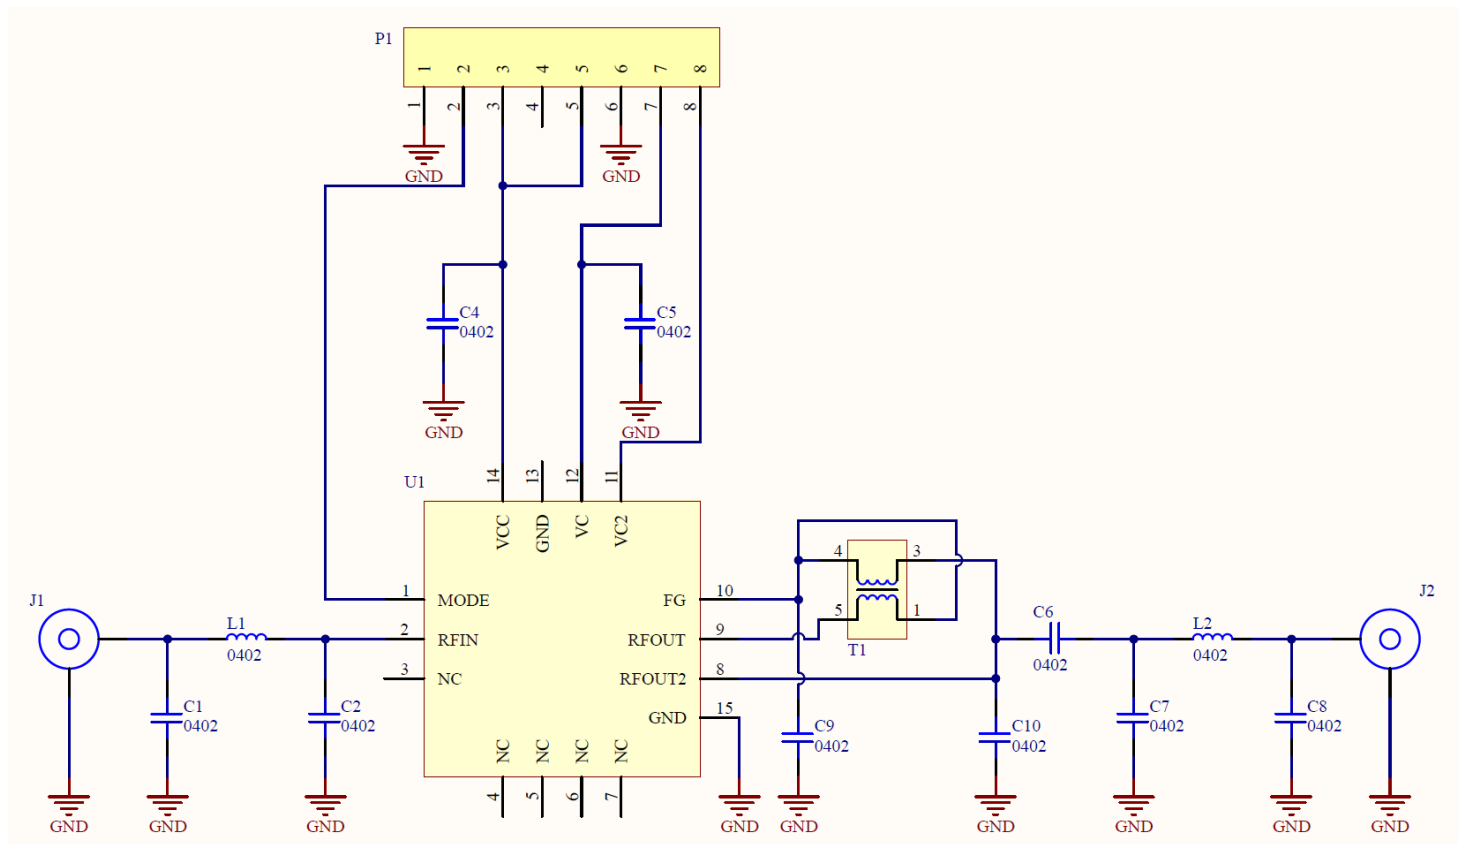 P1
1 2 3 4 5 6 7 8
1 2 3 4 5 6 7 8
GND GND
C4
0402
C5
0402
GND GND
U1
14 13 12 11
VCC GND VC VC2
1 MODE
2 RFIN
3 NC
FG 10
RFOUT 9
RFOUT2 8
GND 15
NC NC NC NC
4 5 6 7
J1
L1
0402
C1
0402
C2
0402
4 3
5 1
T1
C6
0402
L2
0402
J2
C9
0402
C10
0402
C7
0402
C8
0402
GND GND GND GND GND GND GND GND GND